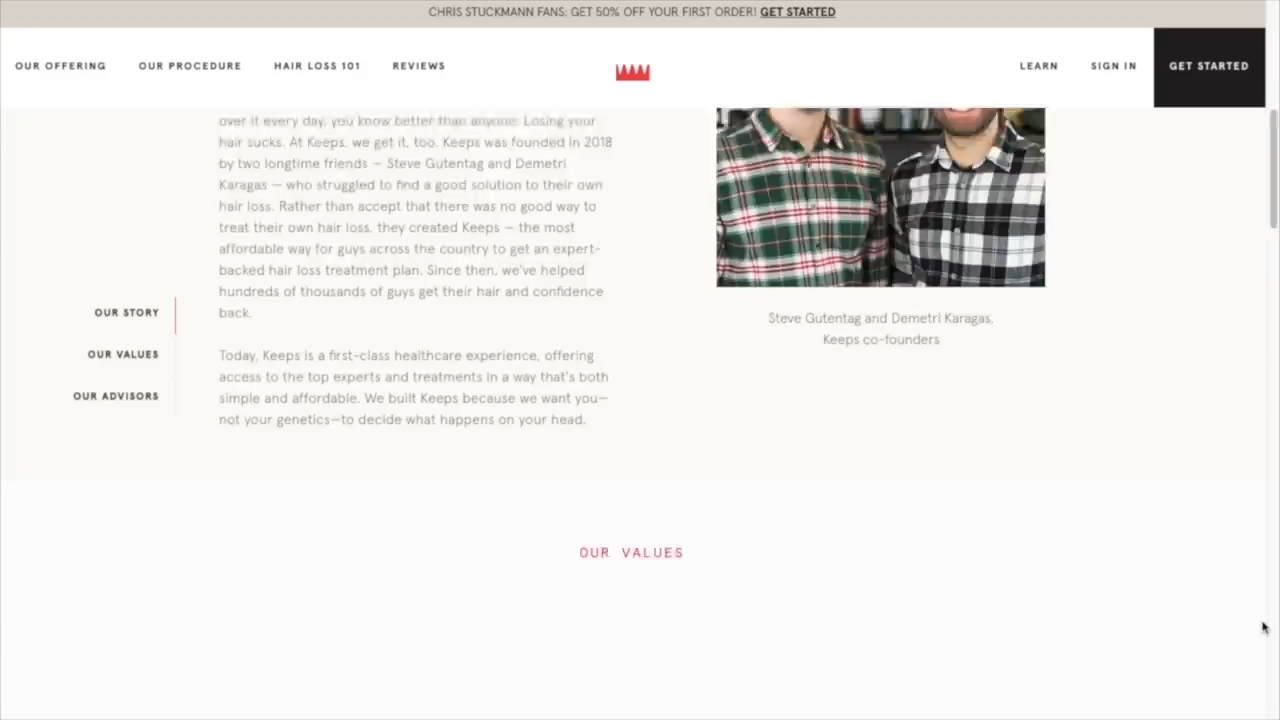 CHRIS STUCKMANN FANS: GET 50% OFF YOUR FIRST ORDER! GET STARTED
OUR OFFERING OUR PROCEDURE HAIR LOSS 101 REVIEWS LEARN SIGN IN GET STARTED
over it every day, you know better than anyone: Losing your
hair sucks. At Keeps, we get it, too. Keeps was founded in 2018
by two longtime friends — Steve Gutentag and Demetri
Karagas — who struggled to find a good solution to their own
hair loss. Rather than accept that there was no good way to
treat their own hair loss, they created Keeps — the most
affordable way for guys across the country to get an expert-
backed hair loss treatment plan. Since then, we've helped
hundreds of thousands of guys get their hair and confidence
back.
Today, Keeps is a first-class healthcare experience, offering
access to the top experts and treatments in a way that's both
simple and affordable. We built Keeps because we want you—
not your genetics—to decide what happens on your head.
OUR STORY
OUR VALUES
OUR ADVISORS
Steve Gutentag and Demetri Karagas,
Keeps co-founders
OUR VALUES